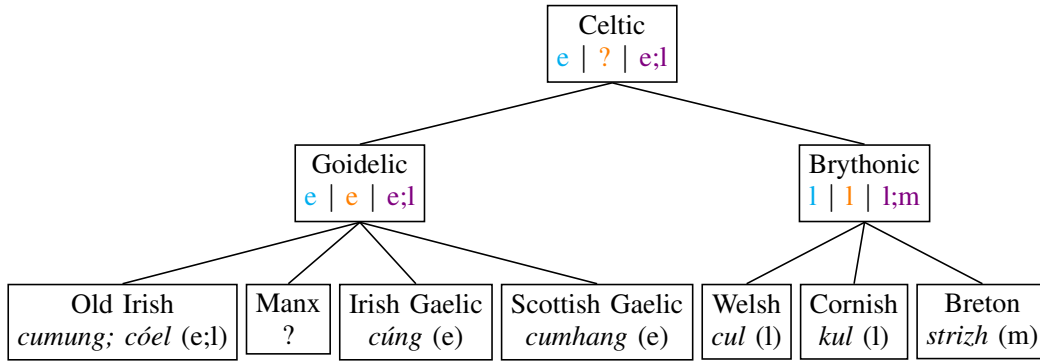 Celtic
e | ? | e;l
Goidelic
e | e | e;l
Brythonic
l | l | l;m
Old Irish
cumung; cóel (e;l)
Manx
?
Irish Gaelic
cúng (e)
Scottish Gaelic
cumhang (e)
Welsh
cul (l)
Cornish
kul (l)
Breton
strizh (m)